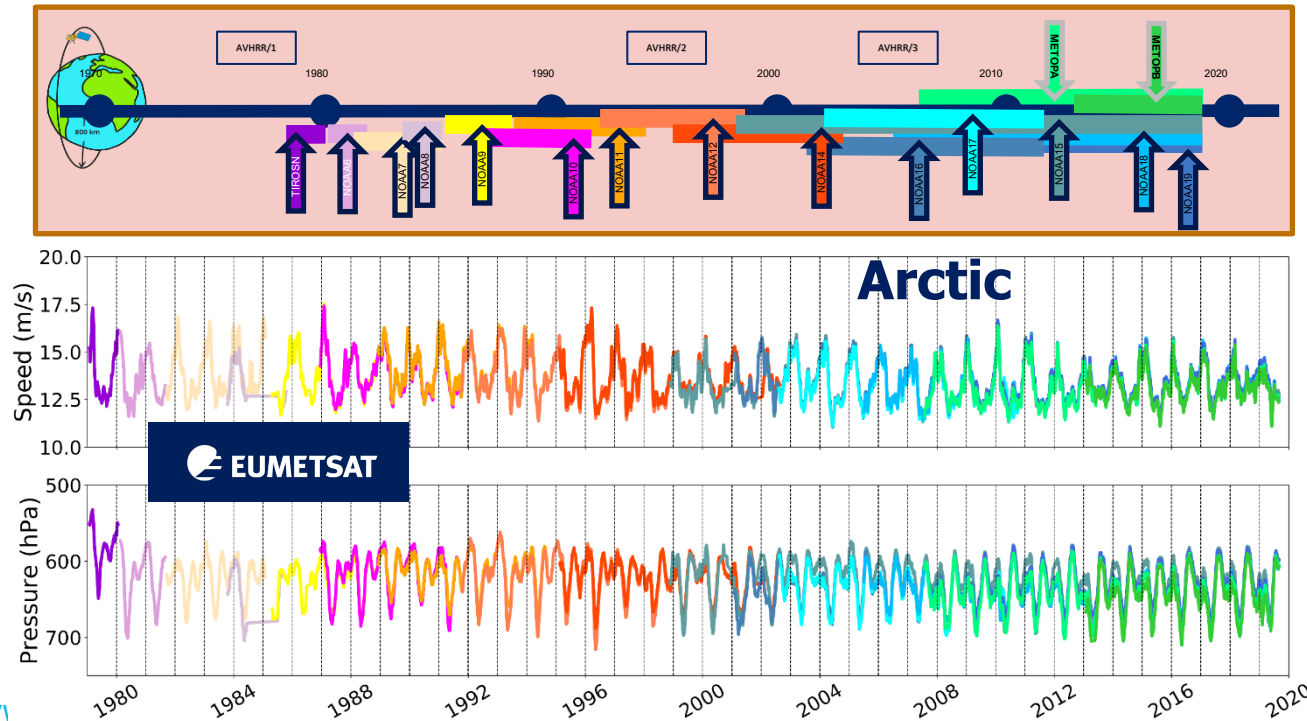 AVHRR/1
AVHRR/2
AVHRR/3
1970
1980
1990
2000
2010
2020
800 km
METOPA
METOPB
TIROSN
NOAA6
NOAA7
NOAA8
NOAA9
NOAA10
NOAA11
NOAA12
NOAA14
NOAA16
NOAA17
NOAA15
NOAA18
NOAA19
Arctic
Speed (m/s)
20.0
17.5
15.0
12.5
10.0
EUMETSAT
Pressure (hPa)
500
600
700
1980
1984
1988
1992
1996
2000
2004
2008
2012
2016
2020